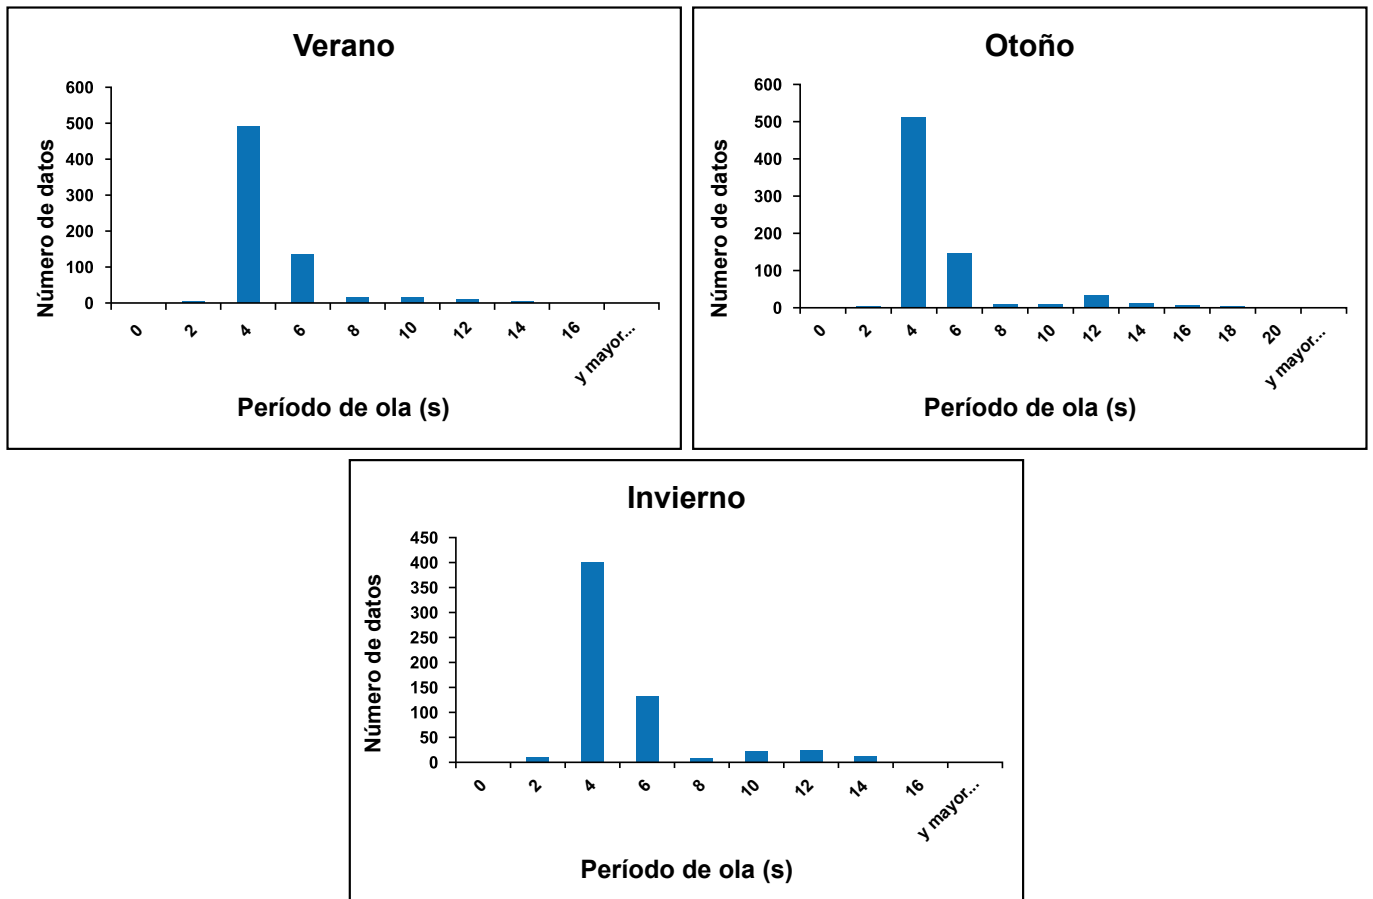 Verano
Número de datos
600
500
400
300
200
100
0
0 2 4 6 8 10 12 14 16 y mayor...
Período de ola (s)
Otoño
Número de datos
600
500
400
300
200
100
0
0 2 4 6 8 10 12 14 16 18 20 y mayor...
Período de ola (s)
Invierno
Número de datos
450
400
350
300
250
200
150
100
50
0
0 2 4 6 8 10 12 14 16 y mayor...
Período de ola (s)